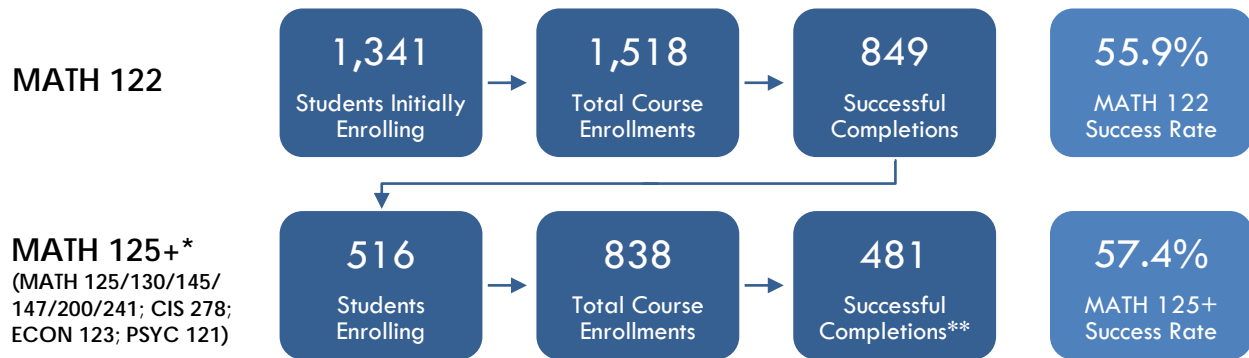 MATH 122
1,341
Students Initially
Enrolling
1,518
Total Course
Enrollments
849
Successful
Completions
55.9%
MATH 122
Success Rate
MATH 125+*
(MATH 125/130/145/
147/200/241; CIS 278;
ECON 123; PSYC 121)
516
Students
Enrolling
838
Total Course
Enrollments
481
Successful
Completions**
57.4%
MATH 125+
Success Rate